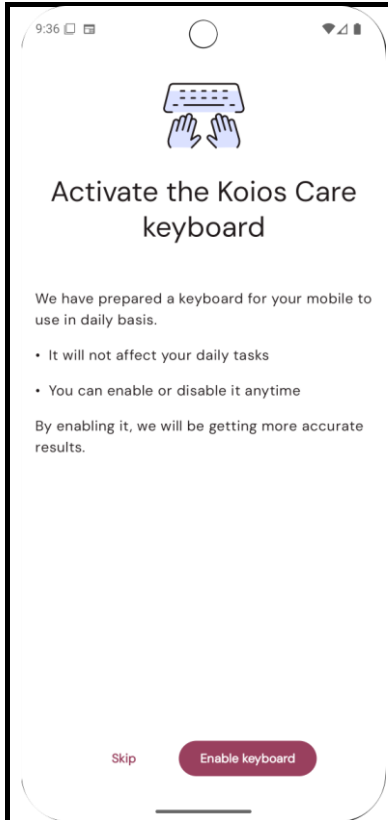 9:36
Activate the Koios Care
keyboard
We have prepared a keyboard for your mobile to
use in daily basis.
• It will not affect your daily tasks
• You can enable or disable it anytime
By enabling it, we will be getting more accurate
results.
Skip
Enable keyboard